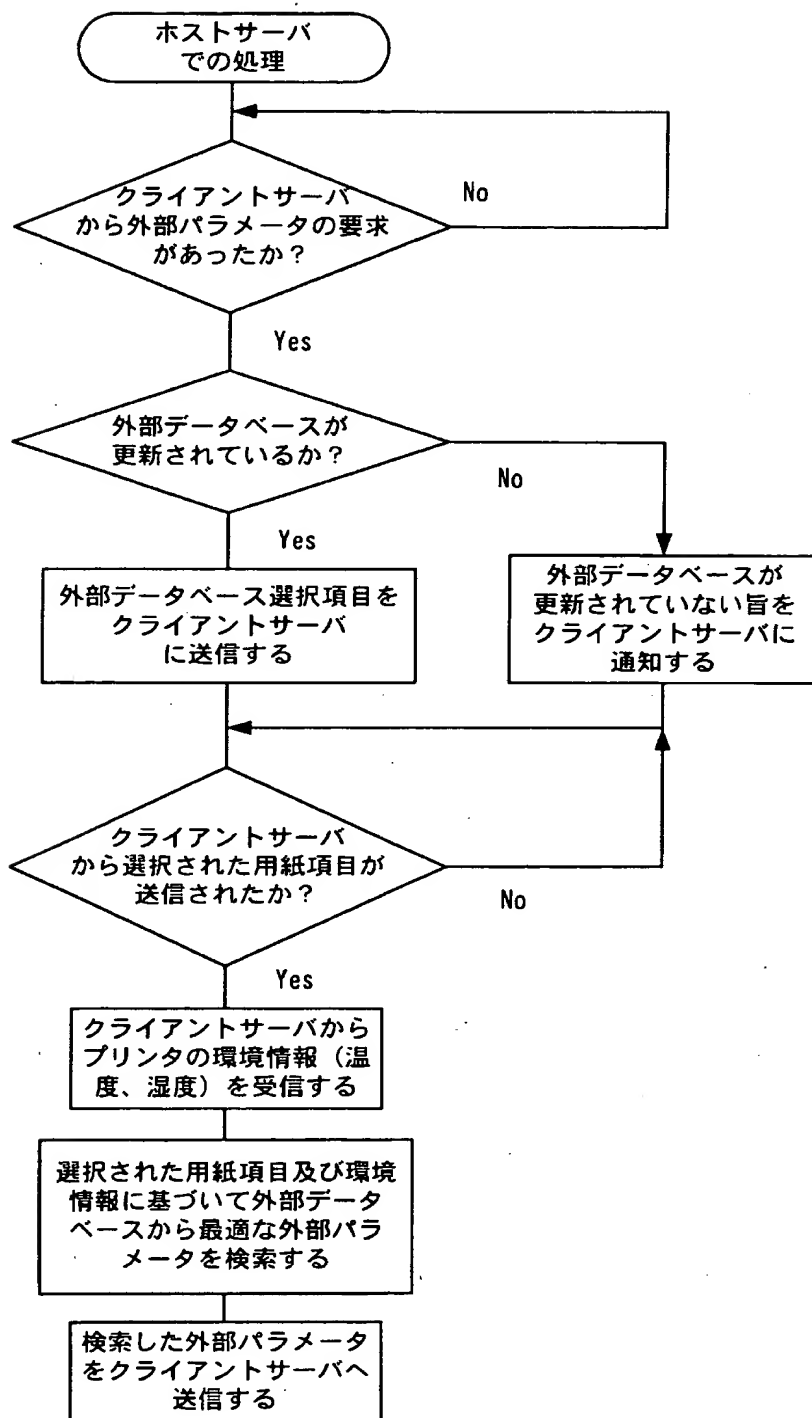 ホストサーバ
での処理
クライアントサーバ
から外部パラメータの要求
があったか？
No
Yes
外部データベースが
更新されているか？
No
Yes
外部データベース選択項目を
クライアントサーバ
に送信する
外部データベースが
更新されていない旨を
クライアントサーバに
通知する
クライアントサーバ
から選択された用紙項目が
送信されたか？
No
Yes
クライアントサーバから
プリンタの環境情報（温
度、湿度）を受信する
選択された用紙項目及び環境
情報に基づいて外部データ
ベースから最適な外部パラ
メータを検索する
検索した外部パラメータ
をクライアントサーバへ
送信する